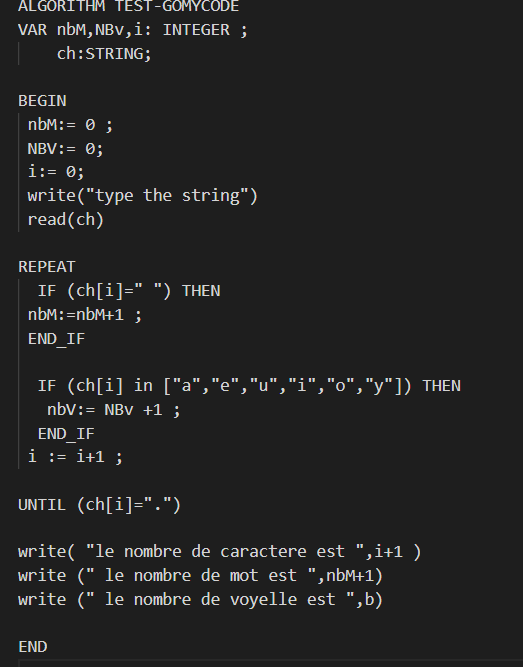 ALGORITHM TEST-GOMYCODE
VAR nbM,NBv,i: INTEGER ;
ch:STRING;
BEGIN
nbM:= 0 ;
NBV:= 0;
i:= 0;
write("type the string")
read(ch)
REPEAT
IF (ch[i]=" ") THEN
nbM:=nbM+1 ;
END_IF
IF (ch[i] in ["a","e","u","i","o","y"]) THEN
nbV:= NBv +1 ;
END_IF
i := i+1 ;
UNTIL (ch[i]=".")
write( "le nombre de caractere est ",i+1 )
write (" le nombre de mot est ",nbM+1)
write (" le nombre de voyelle est ",b)
END